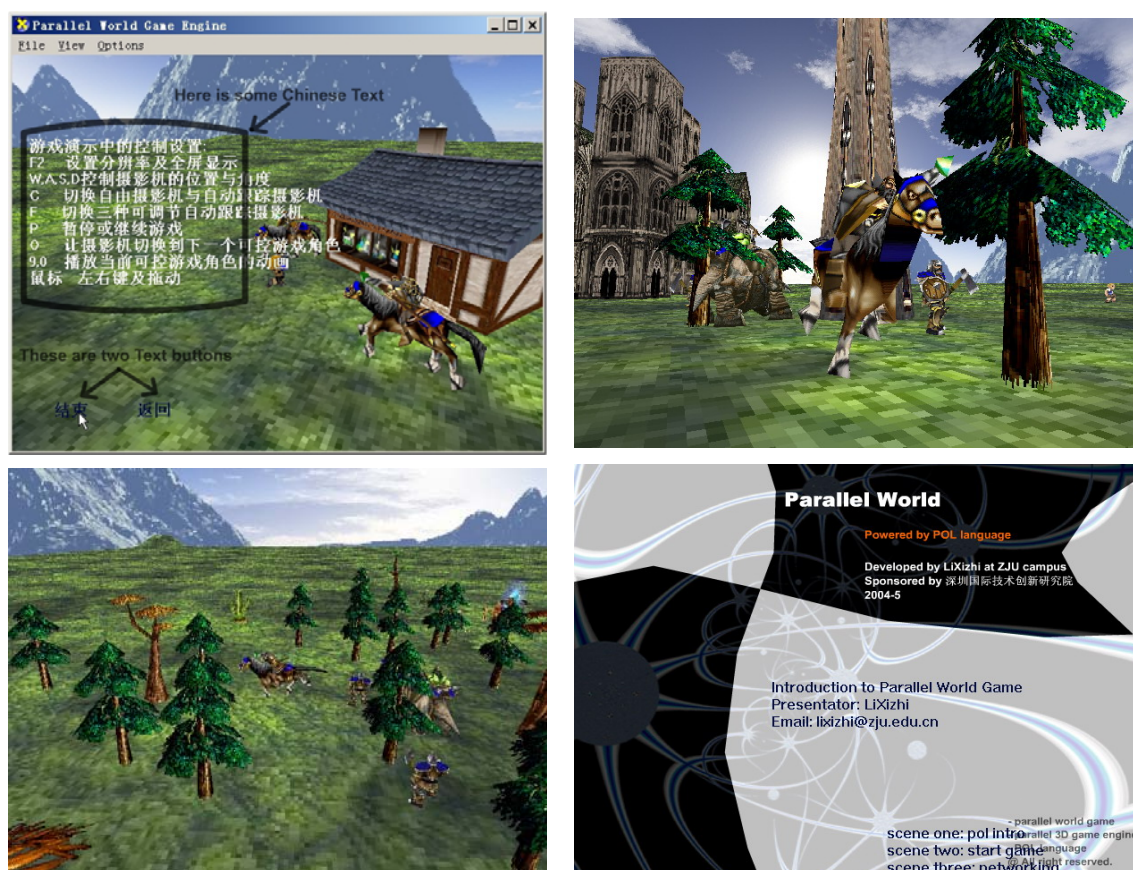 Parallel World Game Engine
File View Options
Here is some Chinese Text
游戏演示中的控制设置:
F2 设置分辨率及全屏显示
W,A,S,D控制摄影机的位置与角度
C 切换自由摄影机与自动跟踪摄影机
F 切换三种可调节自动跟踪摄影机
P 暂停或继续游戏
O 让摄影机切换到下一个可控游戏角色
9,0 播放当前可控游戏角色的动画
鼠标 左右键及拖动
These are two Text buttons
结束 返回
Parallel World
Powered by POL language
Developed by LiXizhi at ZJU campus
Sponsored by 深圳国际技术创新研究院
2004-5
Introduction to Parallel World Game
Presentator: LiXizhi
Email: lixizhi@zju.edu.cn
- parallel world game
scene one: pol intro
parallel 3D game engine
scene two: start game
language
scene three: networking
@ All right reserved.